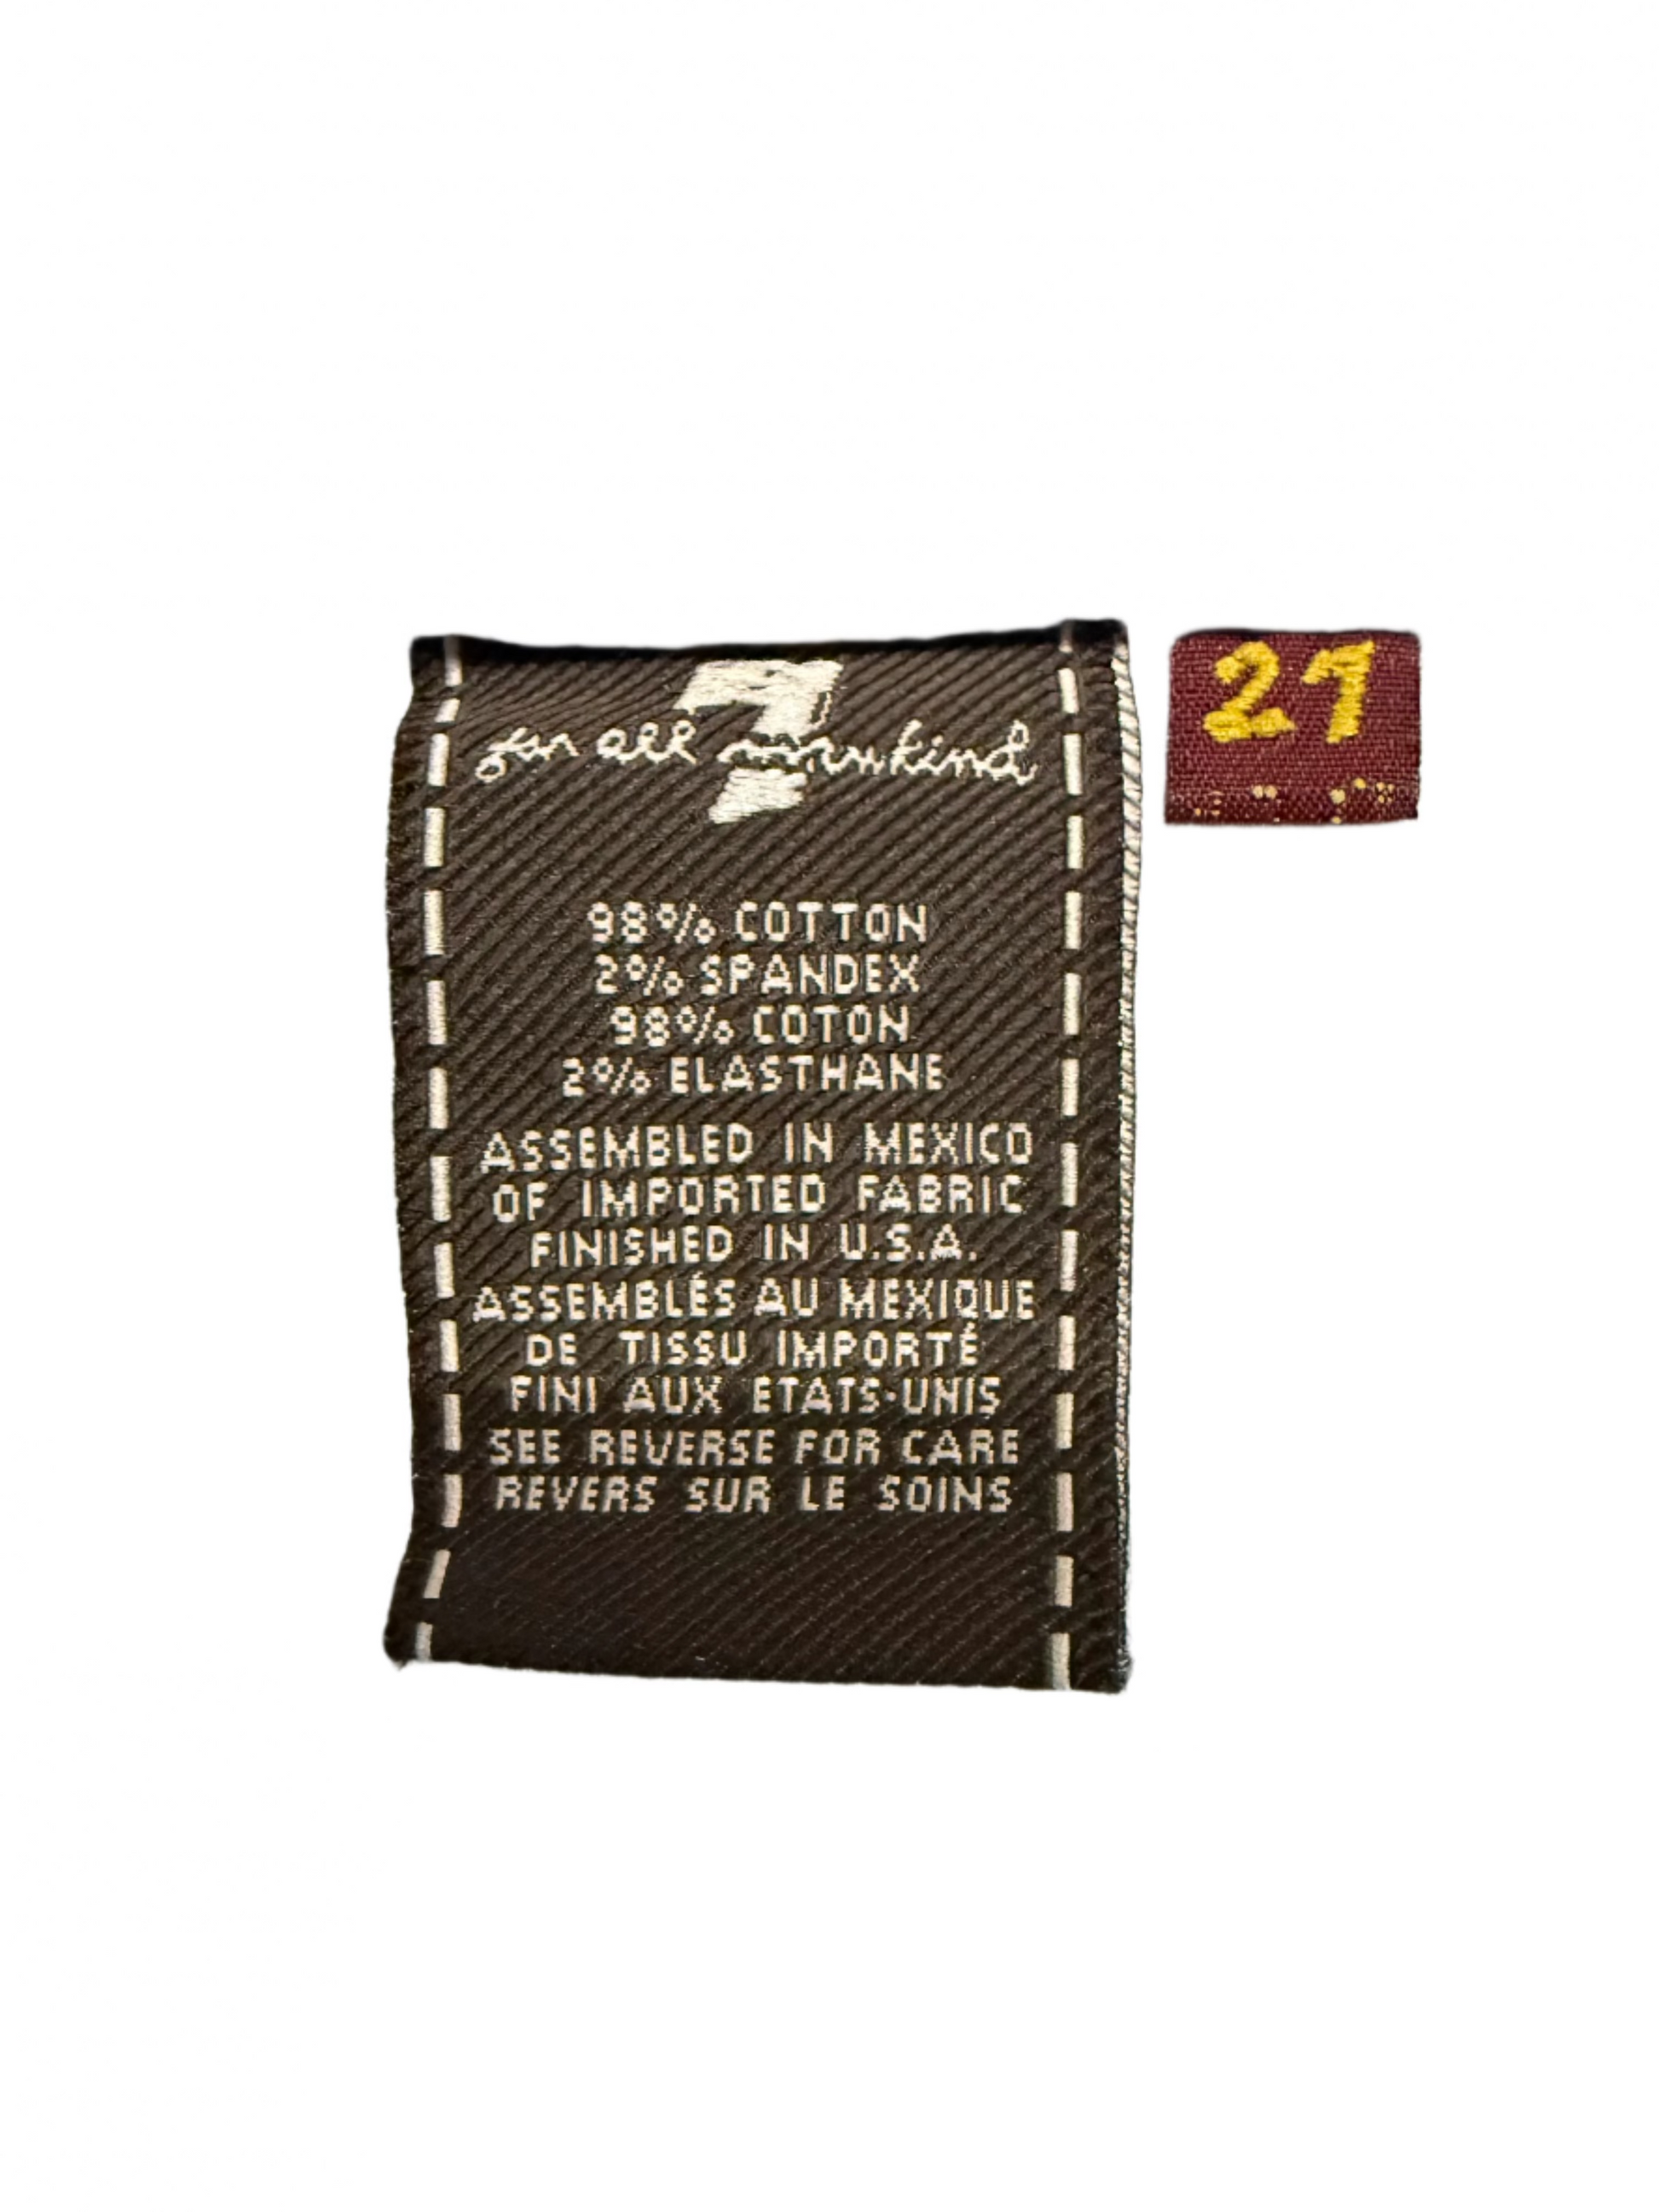 7
for all mankind
27
98% COTTON
2% SPANDEX
98% COTON
2% ELASTHANE
ASSEMBLED IN MEXICO
OF IMPORTED FABRIC
FINISHED IN U.S.A.
ASSEMBLÉS AU MEXIQUE
DE TISSU IMPORTÉ
FINI AUX ETATS-UNIS
SEE REVERSE FOR CARE
REVERS SUR LE SOINS